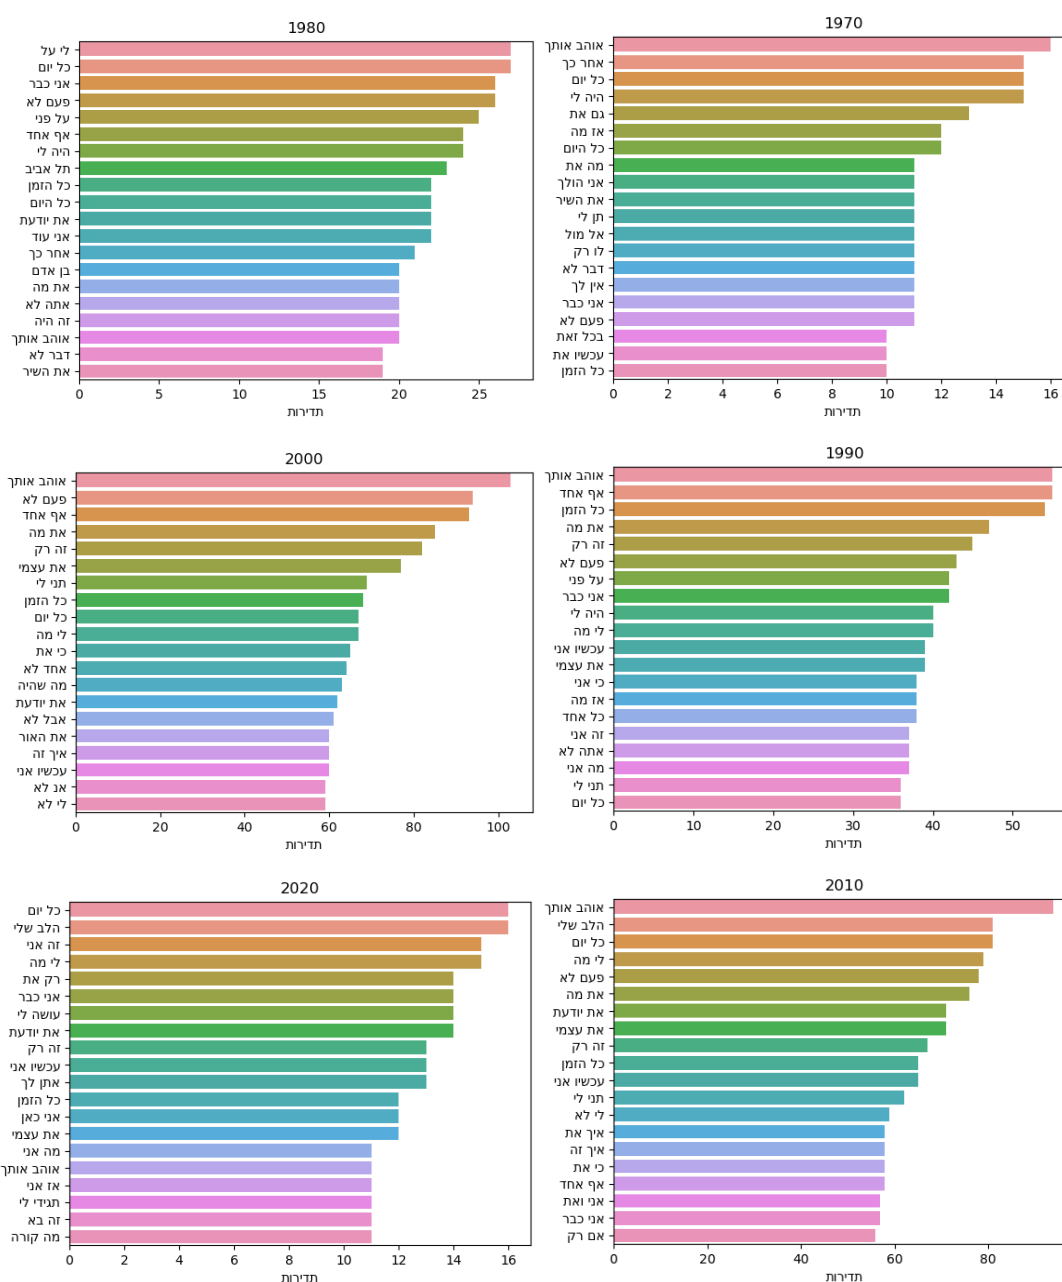 1980
לי על
כל יום
אני כבר
פעם לא
על פני
אף אחד
היה לי
תל אביב
כל הזמן
כל היום
את יודעת
אני עוד
אחר כך
בן אדם
את מה
אתה לא
זה היה
אוהב אותך
דבר לא
את השיר
0 5 10 15 20 25
תדירות
1970
אוהב אותך
אחר כך
כל יום
היה לי
גם את
אז מה
כל היום
מה את
אני הולך
את השיר
תן לי
אל מול
לו רק
דבר לא
אין לך
אני כבר
פעם לא
בכל זאת
עכשיו את
כל הזמן
0 2 4 6 8 10 12 14 16
תדירות
2000
אוהב אותך
פעם לא
אף אחד
את מה
זה רק
את עצמי
תני לי
כל הזמן
כל יום
לי מה
כי את
אחד לא
מה שהיה
את יודעת
אבל לא
את האור
איך זה
עכשיו אני
אנ לא
לי לא
0 20 40 60 80 100
תדירות
1990
אוהב אותך
אף אחד
כל הזמן
את מה
זה רק
פעם לא
על פני
אני כבר
היה לי
לי מה
עכשיו אני
את עצמי
כי אני
אז מה
כל אחד
זה אני
אתה לא
מה אני
תני לי
כל יום
0 10 20 30 40 50
תדירות
2020
כל יום
הלב שלי
זה אני
לי מה
רק את
אני כבר
עושה לי
את יודעת
זה רק
עכשיו אני
אתן לך
כל הזמן
אני כאן
את עצמי
מה אני
אוהב אותך
אז אני
תגידי לי
זה בא
מה קורה
0 2 4 6 8 10 12 14 16
תדירות
2010
אוהב אותך
הלב שלי
כל יום
לי מה
פעם לא
את מה
את יודעת
את עצמי
זה רק
כל הזמן
עכשיו אני
תני לי
לי לא
איך את
איך זה
כי את
אף אחד
אני ואת
אני כבר
אם רק
0 20 40 60 80
תדירות